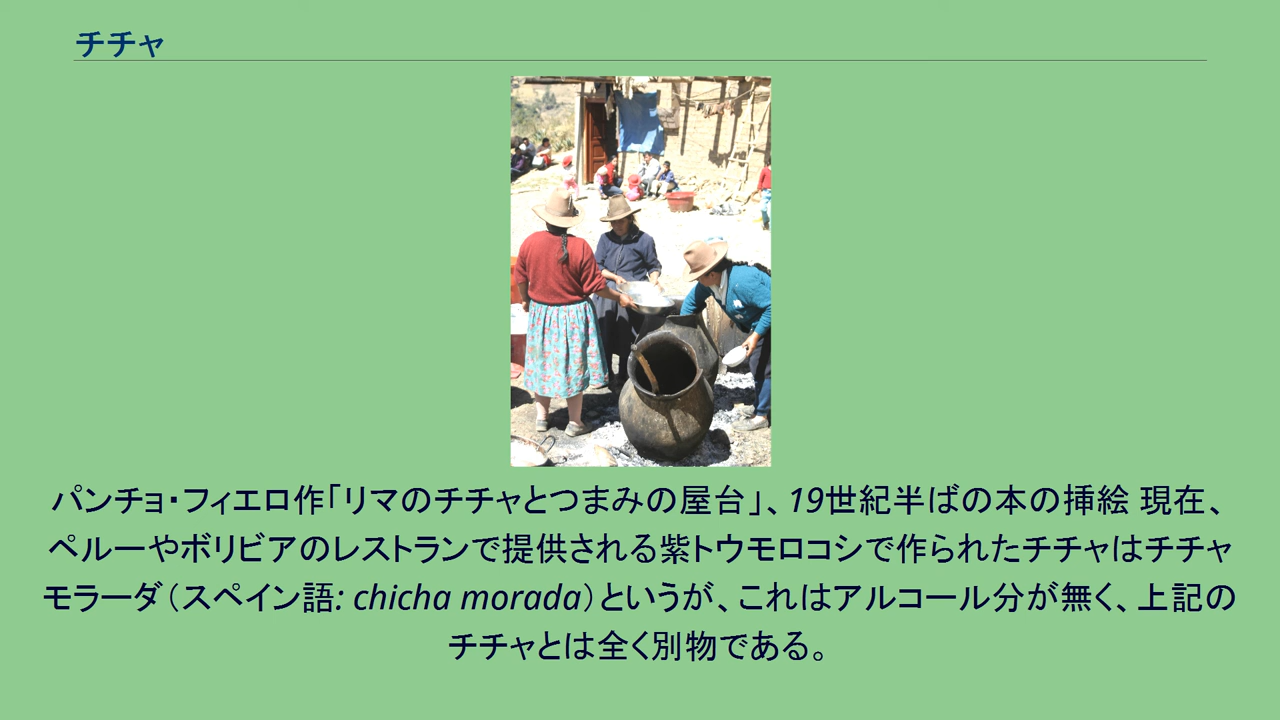 チチャ
パンチョ・フィエロ作「リマのチチャとつまみの屋台」、19世紀半ばの本の挿絵 現在、
ペルーやボリビアのレストランで提供される紫トウモロコシで作られたチチャはチチャ
モラーダ（スペイン語: chicha morada）というが、これはアルコール分が無く、上記の
チチャとは全く別物である。